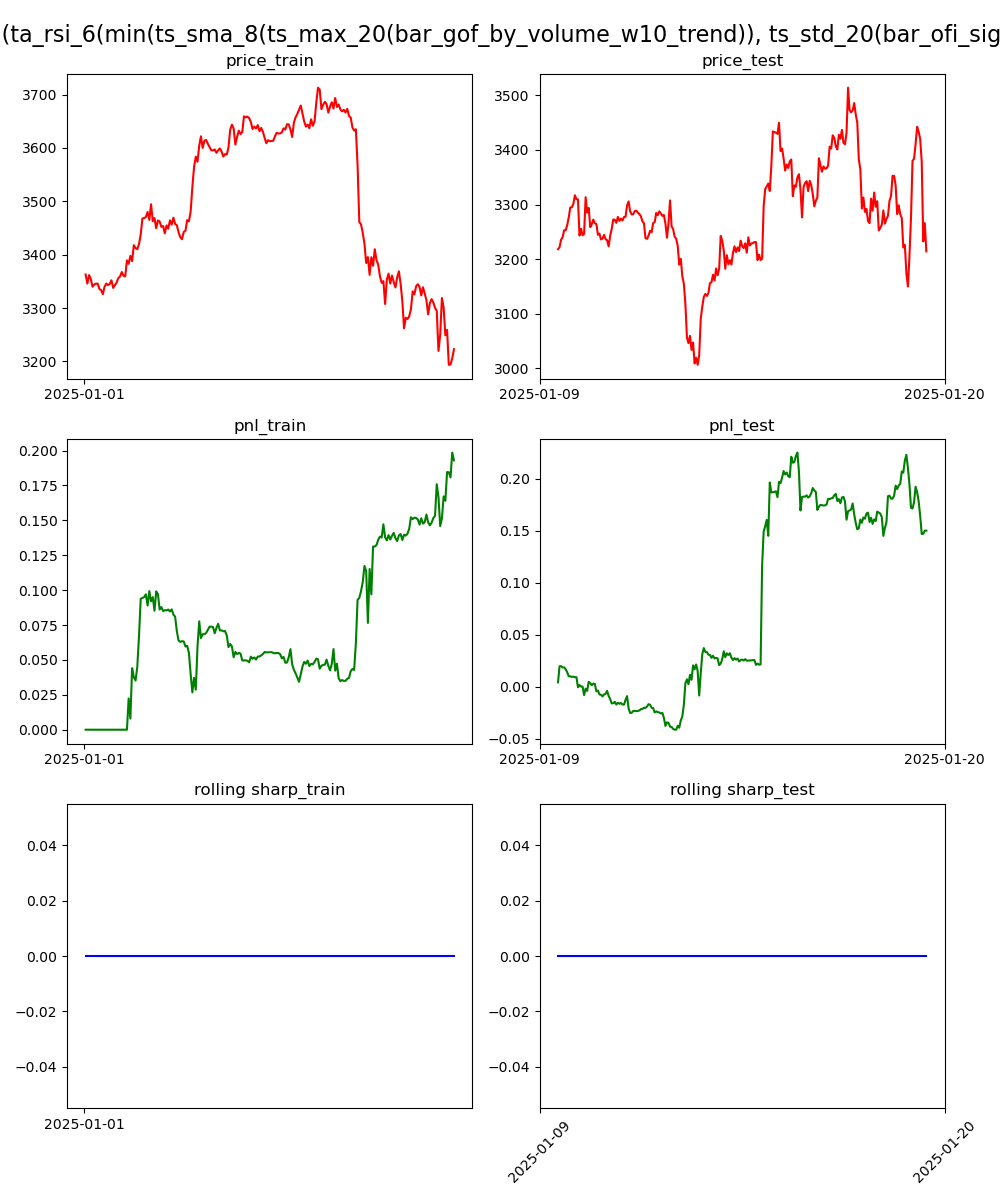 (ta_rsi_6(min(ts_sma_8(ts_max_20(bar_gof_by_volume_w10_trend)), ts_std_20(bar_ofi_sig
price_train price_test
3700 3500
3600 3400
3500 3300
3400 3200
3300 3100
3200 3000
2025-01-01 2025-01-09 2025-01-20
pnl_train pnl_test
0.200
0.175 0.20
0.150 0.15
0.125
0.100 0.10
0.075 0.05
0.050
0.025 0.00
0.000 −0.05
2025-01-01 2025-01-09 2025-01-20
rolling sharp_train rolling sharp_test
0.04 0.04
0.02 0.02
0.00 0.00
−0.02 −0.02
−0.04 −0.04
2025-01-01 2025-01-09 2025-01-20